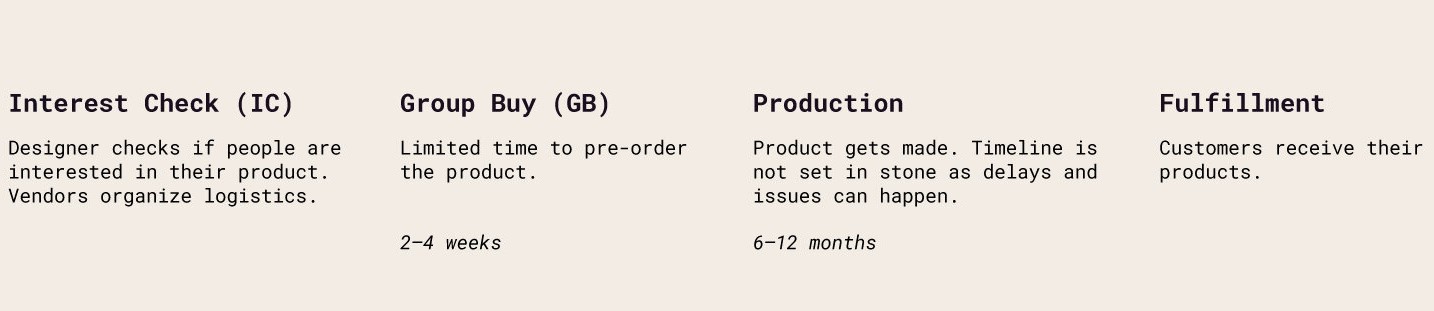 Interest Check (IC)
Designer checks if people are
interested in their product.
Vendors organize logistics.
Group Buy (GB)
Limited time to pre-order
the product.
2–4 weeks
Production
Product gets made. Timeline is
not set in stone as delays and
issues can happen.
6–12 months
Fulfillment
Customers receive their
products.